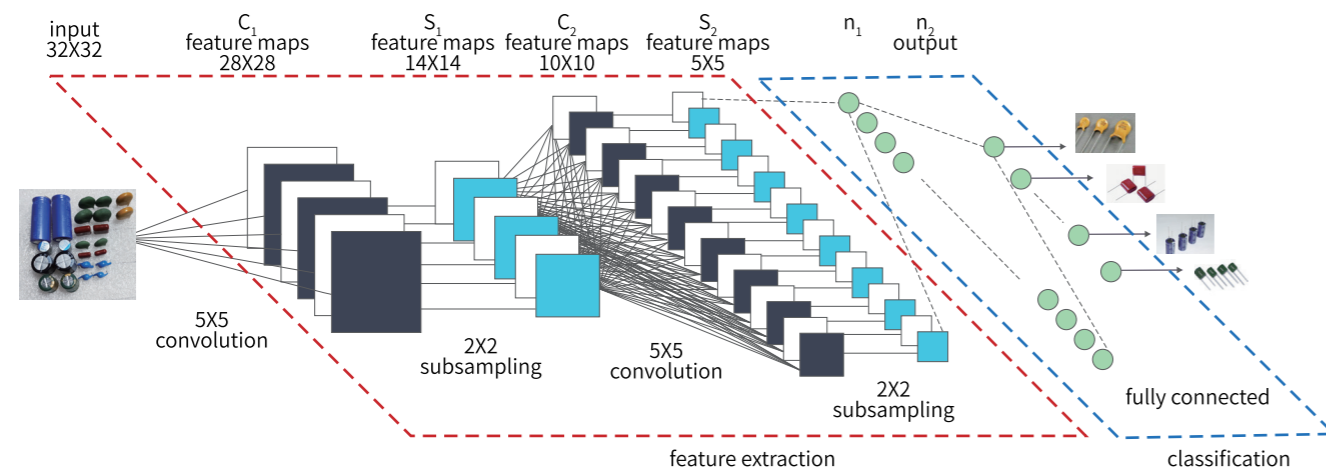 input
32X32
C1
feature maps
28X28
S1
feature maps
14X14
C2
feature maps
10X10
S2
feature maps
5X5
n1
n2
output
5X5
convolution
2X2
subsampling
5X5
convolution
2X2
subsampling
fully connected
feature extraction
classification